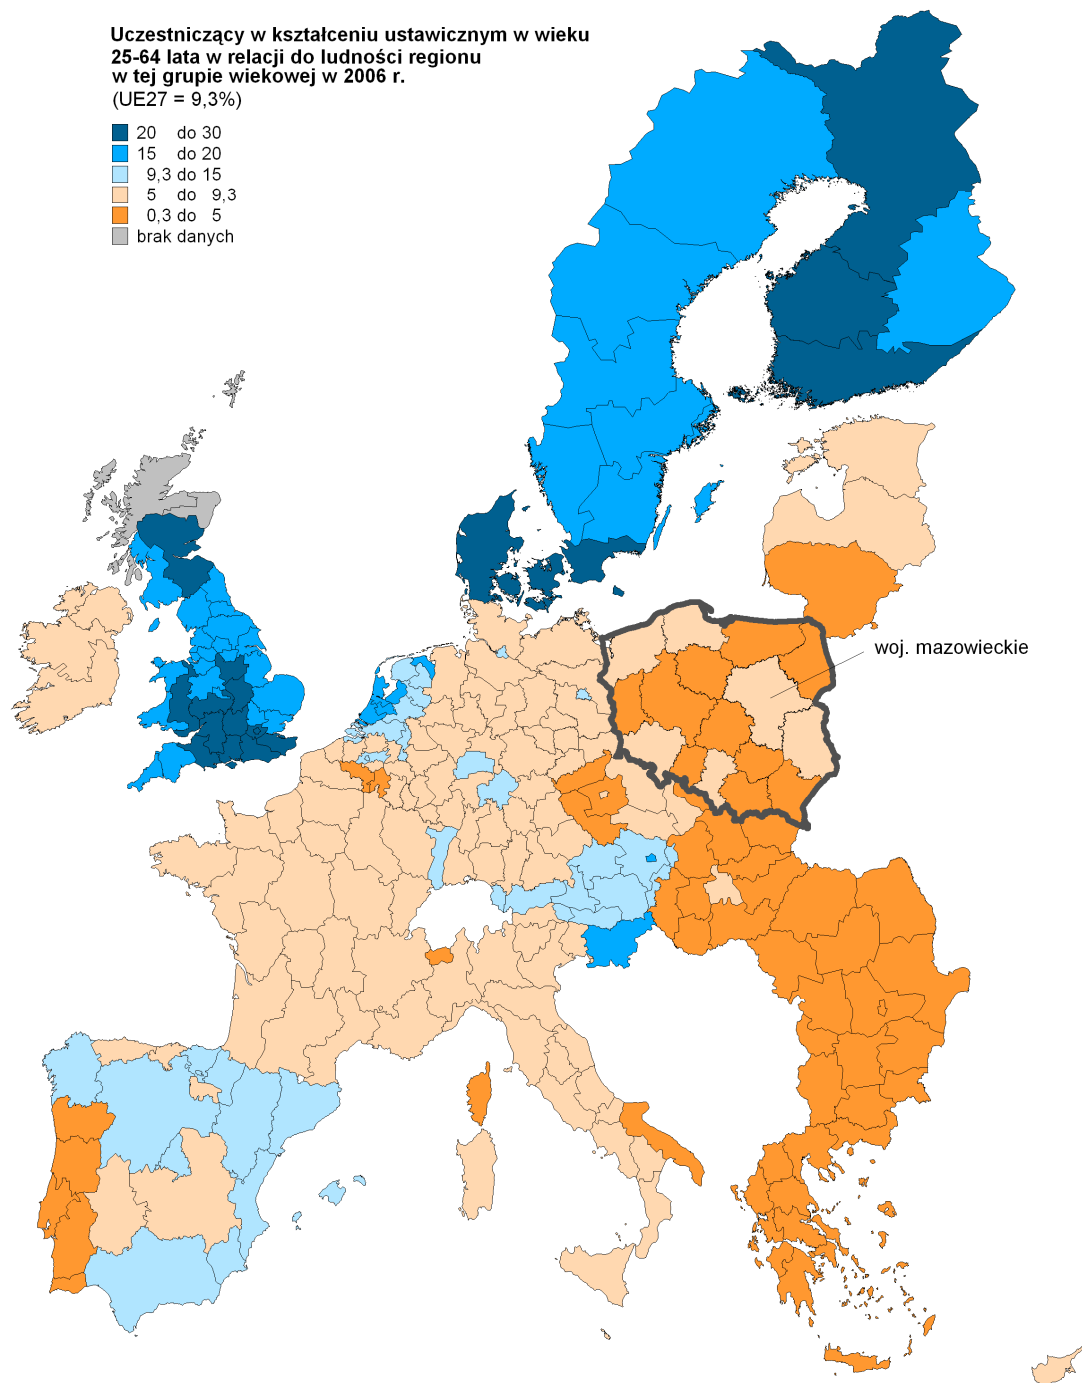 Uczestniczący w kształceniu ustawicznym w wieku
25-64 lata w relacji do ludności regionu
w tej grupie wiekowej w 2006 r.
(UE27 = 9,3%)
20 do 30
15 do 20
9,3 do 15
5 do 9,3
0,3 do 5
brak danych
woj. mazowieckie